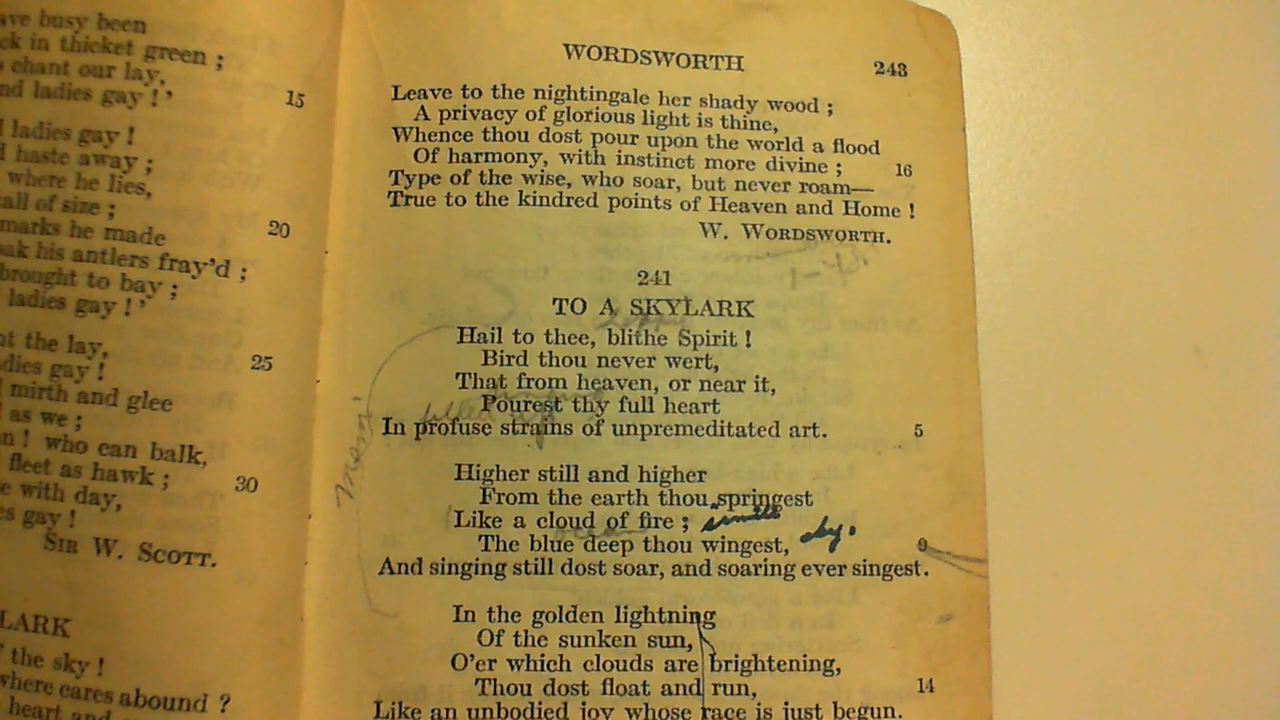 busy been
in thicket green ;
chant our lay,
ladies gay ! '
15
ladies gay !
haste away ;
where he lies,
of size ;
marks he made
20
his antlers fray'd ;
brought to bay ;
ladies gay ! '
the lay,
25
gay !
mirth and glee
as we ;
who can balk,
fleet as hawk ;
30
with day,
gay !
SIR W. SCOTT.
the sky !
where cares abound ?
heart and
WORDSWORTH
243
Leave to the nightingale her shady wood ;
A privacy of glorious light is thine,
Whence thou dost pour upon the world a flood
Of harmony, with instinct more divine ;
16
Type of the wise, who soar, but never roam—
True to the kindred points of Heaven and Home !
W. WORDSWORTH.
241
TO A SKYLARK
Hail to thee, blithe Spirit !
Bird thou never wert,
That from heaven, or near it,
Pourest thy full heart
In profuse strains of unpremeditated art.
5
Higher still and higher
From the earth thou springest
Like a cloud of fire ; simile
The blue deep thou wingest, sky.
9
And singing still dost soar, and soaring ever singest.
In the golden lightning
Of the sunken sun,
O'er which clouds are brightening,
Thou dost float and run,
14
Like an unbodied joy whose race is just begun.